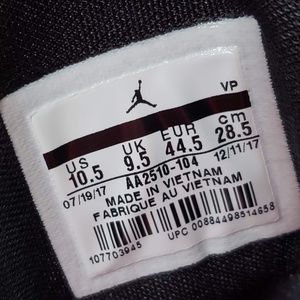 VP
US UK EUR cm
10.5 9.5 44.5 28.5
07/19/17 AA2510-104 12/11/17
MADE IN VIETNAM
FABRIQUE AU VIETNAM
107703945 UPC 00884498514658